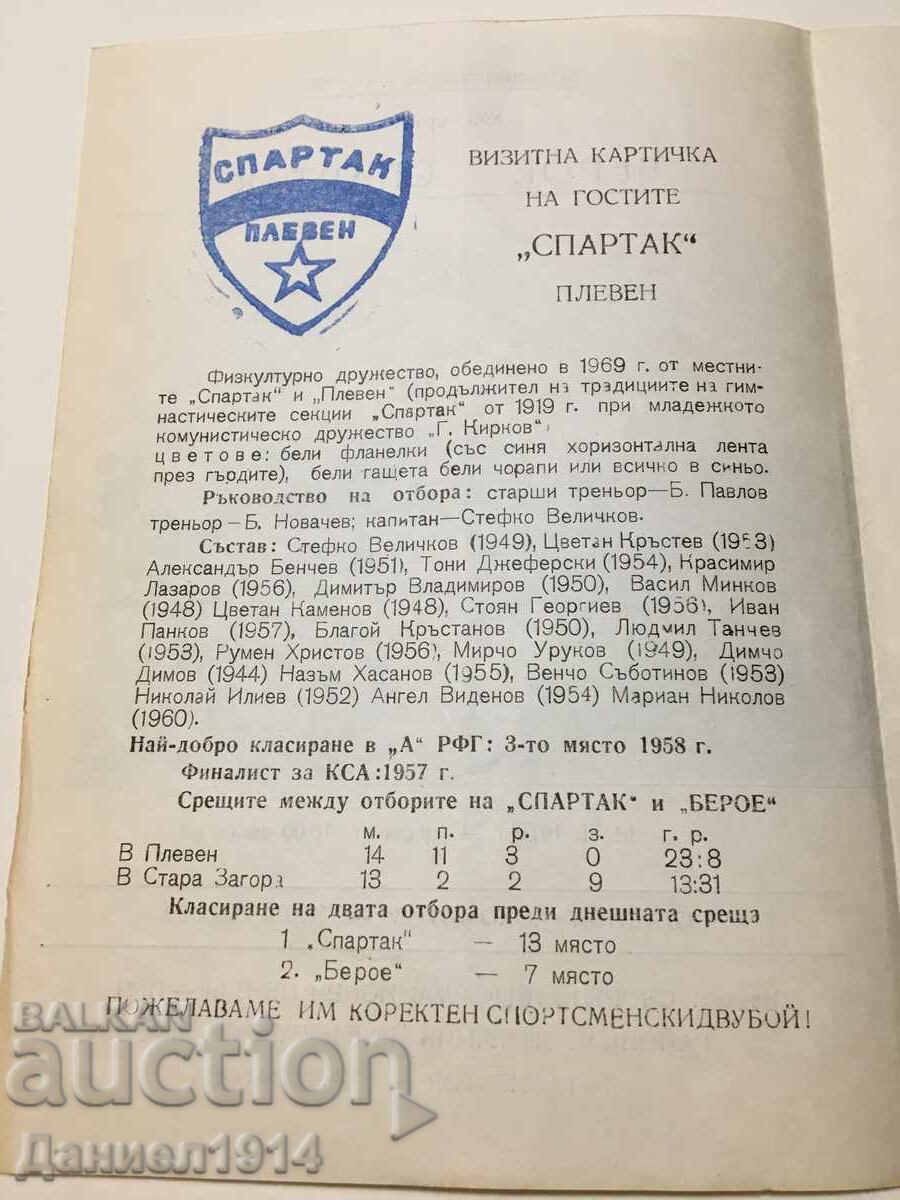 СПАРТАК
ПЛЕВЕН
ВИЗИТНА КАРТИЧКА
НА ГОСТИТЕ
„СПАРТАК“
ПЛЕВЕН
Физкултурно дружество, обединено в 1969 г. от местни-
те „Спартак“ и „Плевен“ (продължител на традициите на гим-
настическите секции „Спартак“ от 1919 г. при младежкото
комунистическо дружество „Г. Кирков“)
цветове: бели фланелки (със синя хоризонтална лента
през гърдите), бели гащета бели чорапи или всичко в синьо.
Ръководство на отбора: старши треньор—Б. Павлов
треньор – Б. Новачев; капитан—Стефко Величков.
Състав: Стефко Величков (1949), Цветан Кръстев (1953)
Александър Бенчев (1951), Тони Джеферски (1954), Красимир
Лазаров (1956), Димитър Владимиров (1950), Васил Минков
(1948) Цветан Каменов (1948), Стоян Георгиев (1956), Иван
Панков (1957), Благой Кръстанов (1950), Людмил Танчев
(1953), Румен Христов (1956), Мирчо Уруков (1949), Димчо
Димов (1944) Назъм Хасанов (1955), Венчо Съботинов (1953)
Николай Илиев (1952) Ангел Виденов (1954) Мариан Николов
(1960).
Най-добро класиране в „А“ РФГ: 3-то място 1958 г.
Финалист за КСА:1957 г.
Срещите между отборите на „СПАРТАК“ и „БЕРОЕ“
м. п. р. з. г. р.
В Плевен 14 11 3 0 23:8
В Стара Загора 13 2 2 9 13:31
Класиране на двата отбора преди днешната среща
1 „Спартак“ — 13 място
2. „Берое“ — 7 място
ПОЖЕЛАВАМЕ ИМ КОРЕКТЕН СПОРТСМЕНСКИ ДВУБОЙ!
BALKAN
auction
Даниел1914